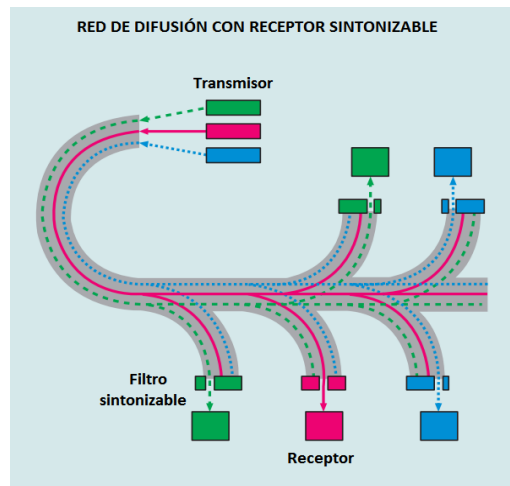 RED DE DIFUSIÓN CON RECEPTOR SINTONIZABLE
Transmisor
Filtro
sintonizable
Receptor